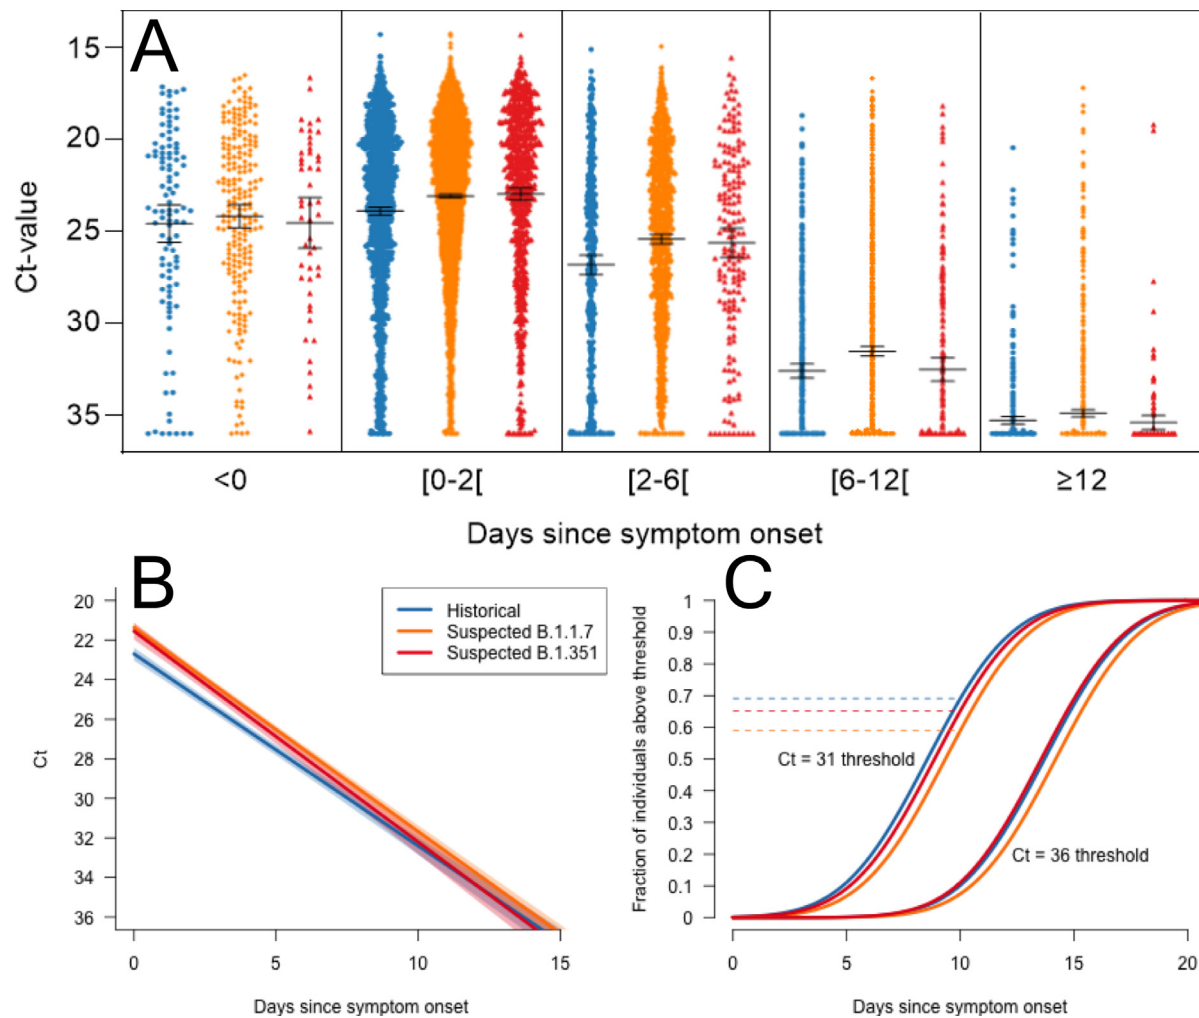 A
15
20
25
30
35
Ct-value
<0
[0-2[
[2-6[
[6-12[
≥12
Days since symptom onset
B
20
22
24
26
28
30
32
34
36
Ct
Historical
Suspected B.1.1.7
Suspected B.1.351
0
5
10
15
Days since symptom onset
C
1
0.9
0.8
0.7
0.6
0.5
0.4
0.3
0.2
0.1
0
Fraction of individuals above threshold
Ct = 31 threshold
Ct = 36 threshold
0
5
10
15
20
Days since symptom onset